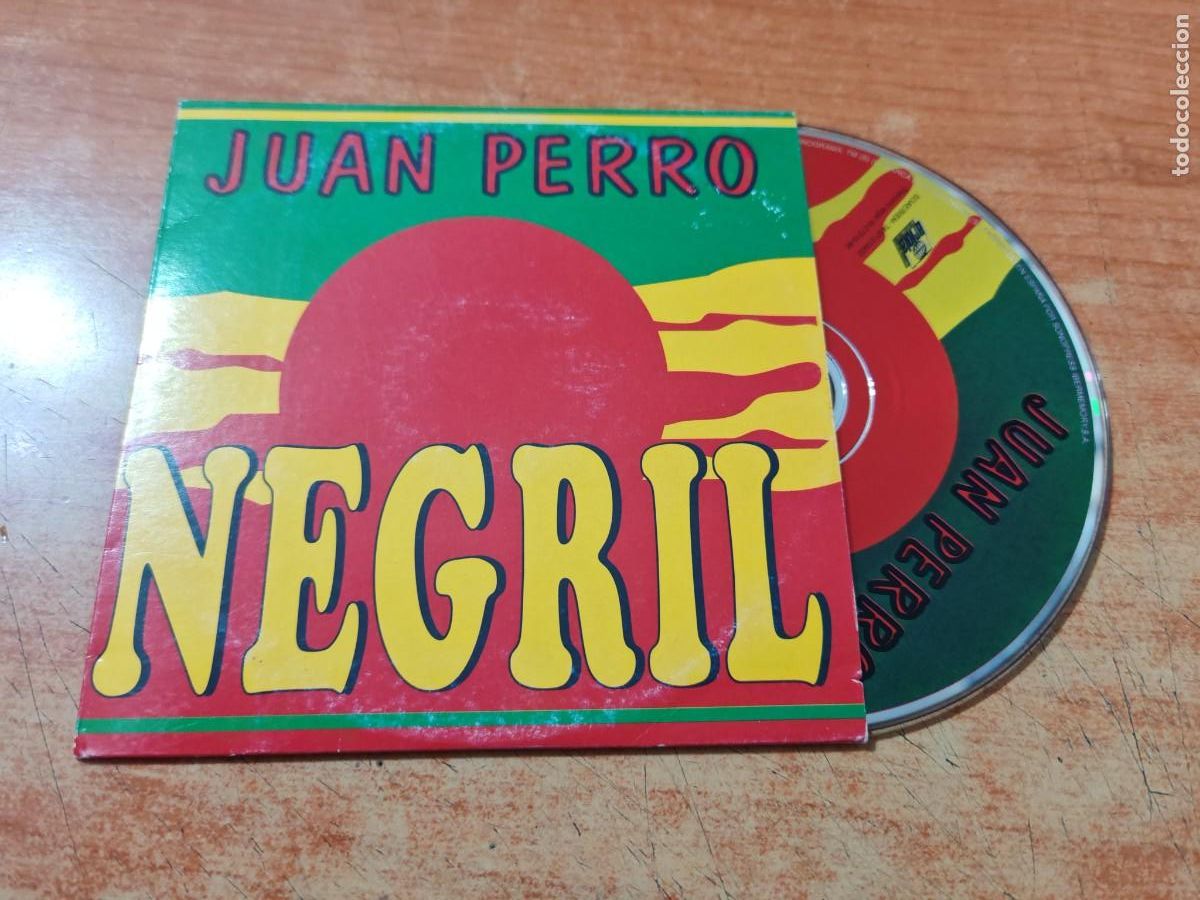 JUAN PERRO
NEGRIL
JUAN PERRO
todocoleccion